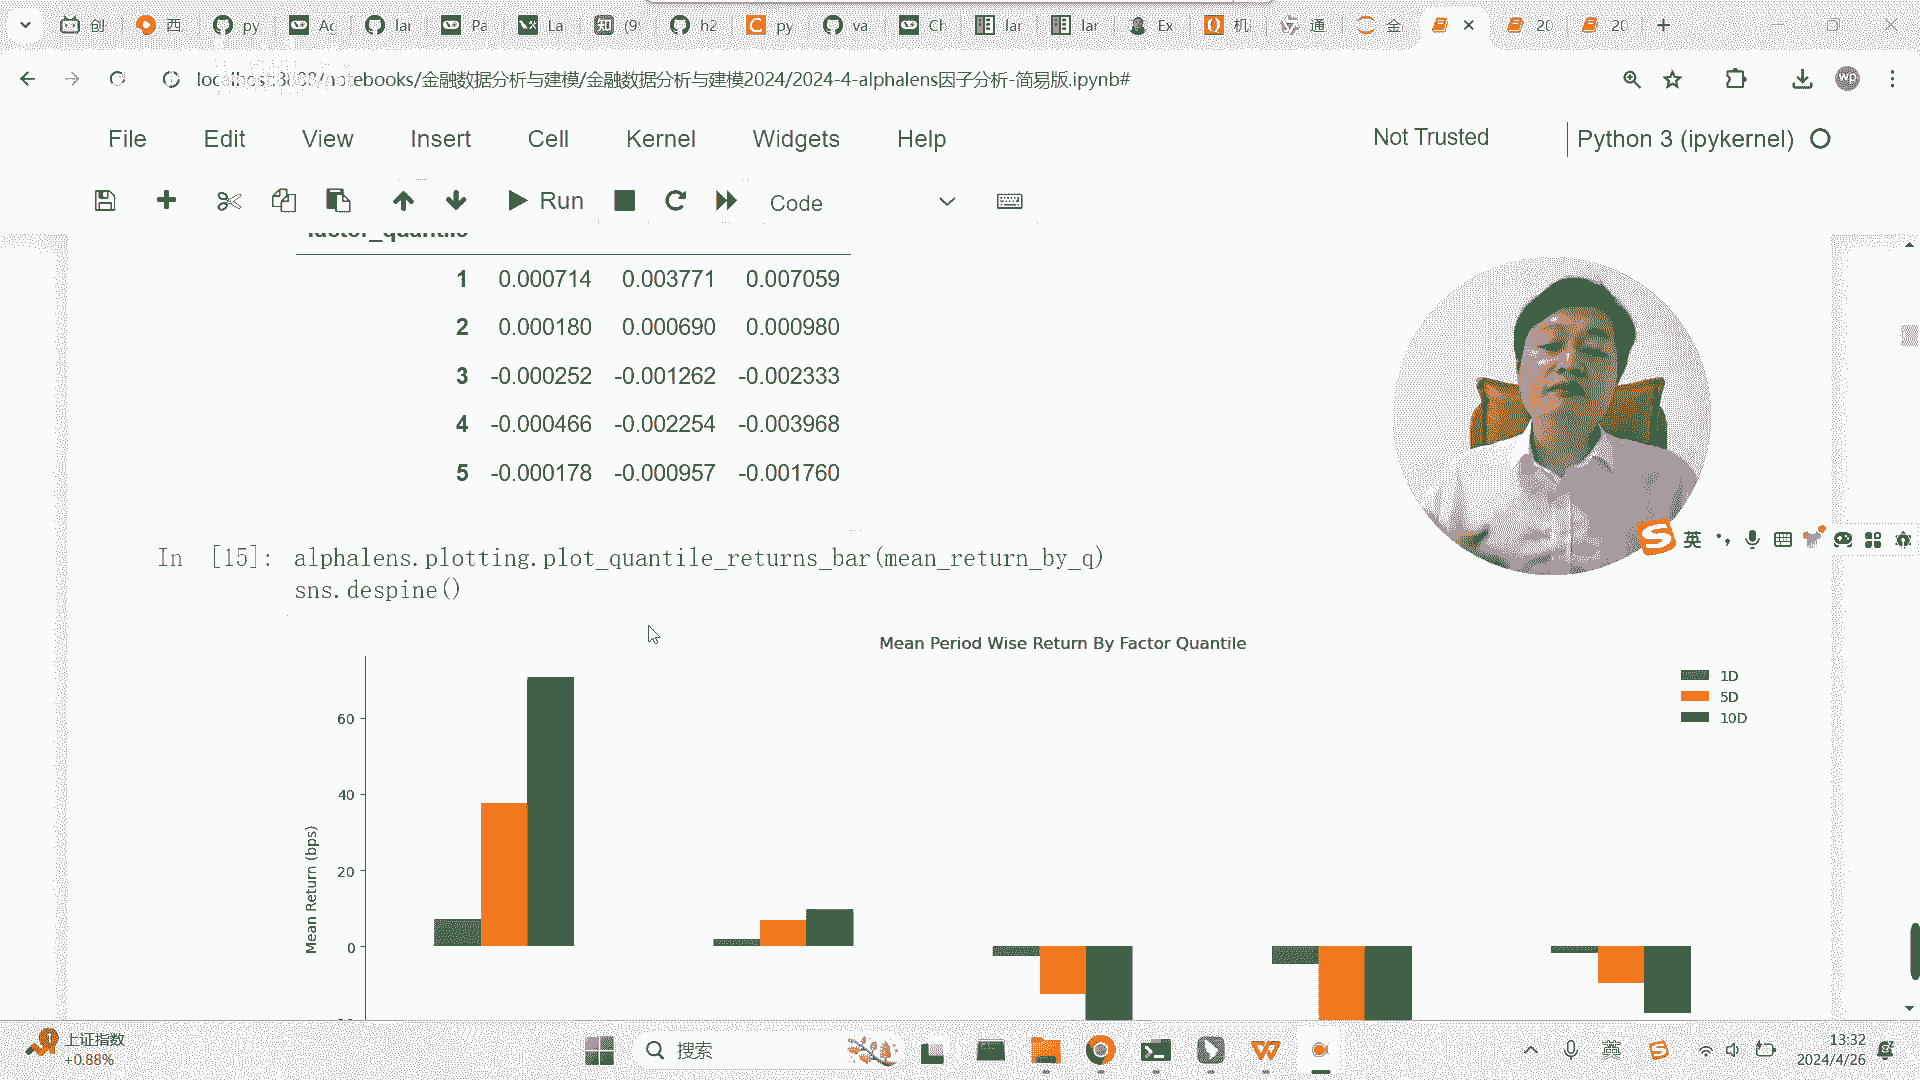 创 西 py Ac lar Pa La (9 h2 py va Ch lar lar Ex 机 通 金 20 20
localhost:8888/notebooks/金融数据分析与建模/金融数据分析与建模2024/2024-4-alphalens因子分析-简易版.ipynb#
wp
File Edit View Insert Cell Kernel Widgets Help Not Trusted Python 3 (ipykernel)
Run Code
factor_quantile
1 0.000714 0.003771 0.007059
2 0.000180 0.000690 0.000980
3 -0.000252 -0.001262 -0.002333
4 -0.000466 -0.002254 -0.003968
5 -0.000178 -0.000957 -0.001760
英
In [15]: alphalens.plotting.plot_quantile_returns_bar(mean_return_by_q)
sns.despine()
Mean Period Wise Return By Factor Quantile
1D
5D
10D
60
40
20
0
Mean Return (bps)
上证指数
+0.88%
搜索
英
13:32
2024/4/26